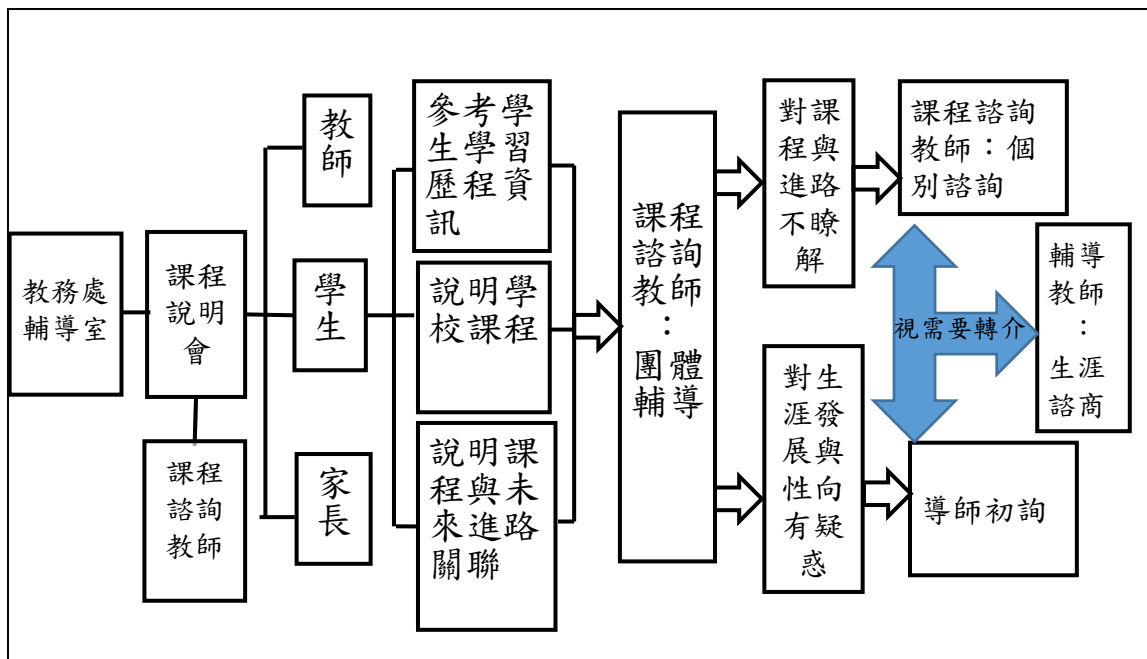 教務處
輔導室
課程
說明
會
課程
諮詢
教師
教
師
學
生
家
長
參考學
生學習
歷程資
訊
說明學
校課程
說明課
程與未
來進路
關聯
課程
諮詢
教師
：
團體
輔導
對課
程與
進路
不瞭
解
課程諮詢
教師：個
別諮詢
對生
涯發
展與
性向
有疑
惑
導師初詢
視需要轉介
輔導
教師
：
生涯
諮商